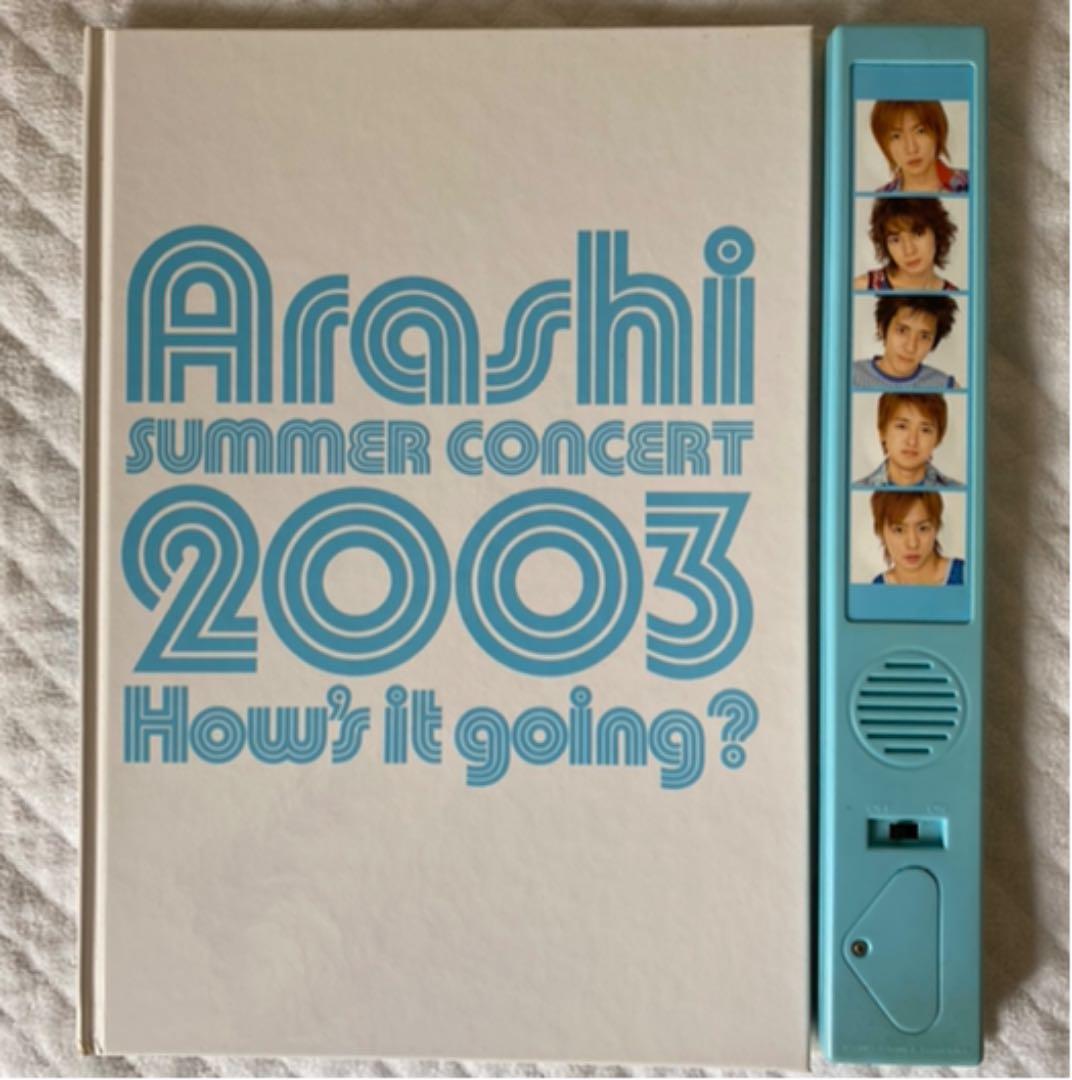 Arashi
SUMMER CONCERT
2003
How's it going?